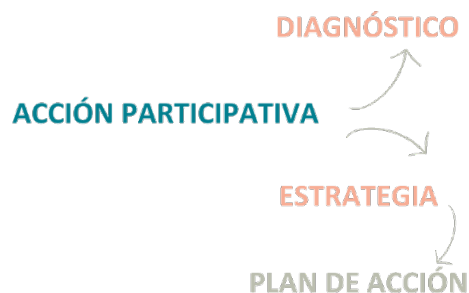 DIAGNÓSTICO
ACCIÓN PARTICIPATIVA
ESTRATEGIA
PLAN DE ACCIÓN